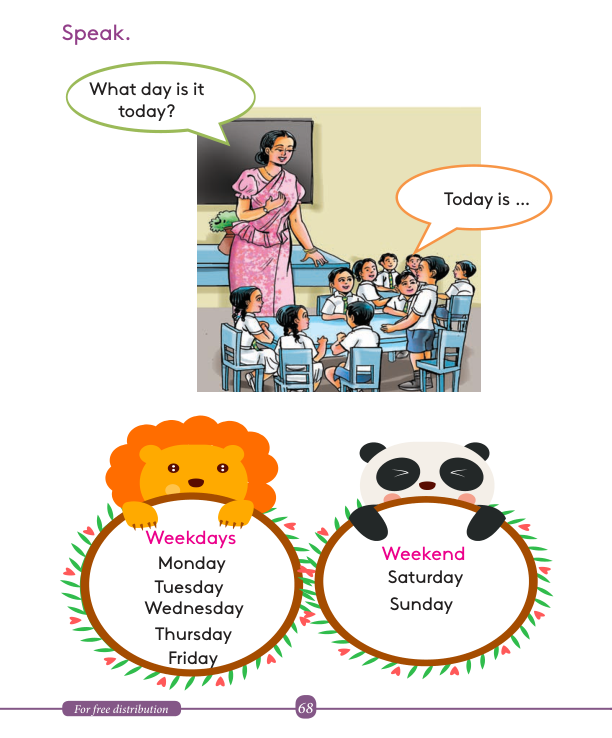 Speak.
What day is it
today?
Today is ...
Weekdays
Monday
Tuesday
Wednesday
Thursday
Friday
Weekend
Saturday
Sunday
For free distribution
68